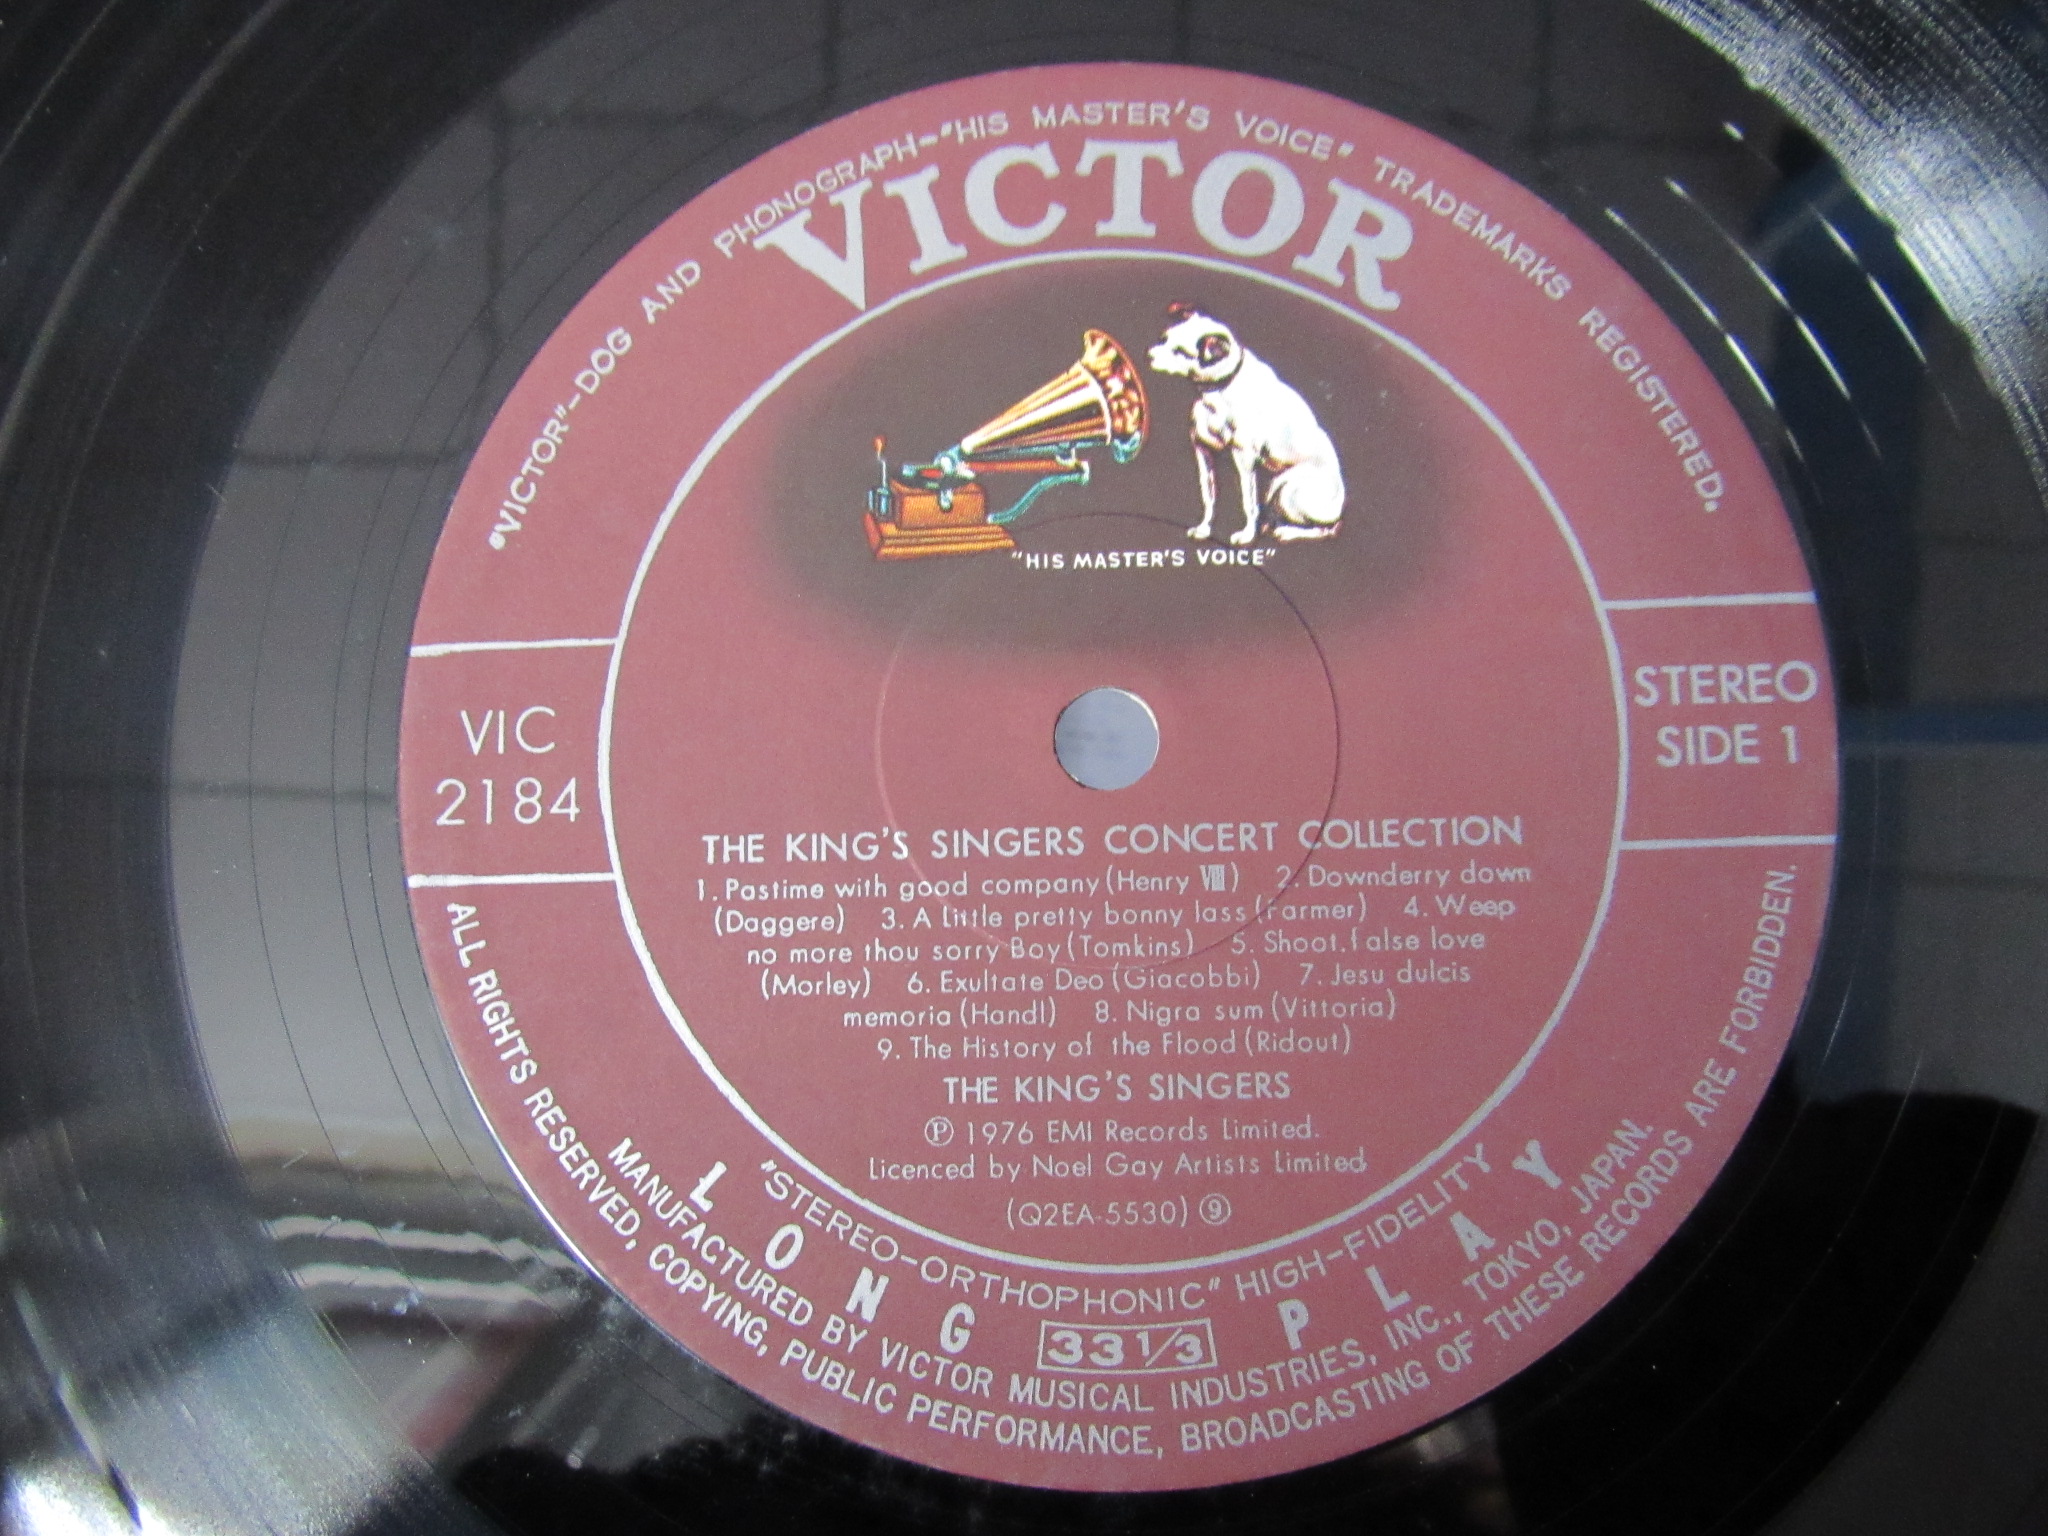 "VICTOR"-DOG AND PHONOGRAPH-"HIS MASTER'S VOICE" TRADEMARKS REGISTERED.
VICTOR
"HIS MASTER'S VOICE"
VIC
2184
STEREO
SIDE 1
THE KING'S SINGERS CONCERT COLLECTION
1. Pastime with good company (Henry Ⅷ) 2. Downderry down
(Daggere) 3. A little pretty bonny lass (Farmer) 4. Weep
no more thou sorry Boy (Tomkins) 5. Shoot, false love
(Morley) 6. Exultate Deo (Giacobbi) 7. Jesu dulcis
memoria (Handl) 8. Nigra sum (Vittoria)
9. The History of the Flood (Ridout)
THE KING'S SINGERS
Ⓟ 1976 EMI Records Limited.
Licenced by Noel Gay Artists Limited
(Q2EA-5530) ⑨
"STEREO-ORTHOPHONIC" HIGH-FIDELITY
LONG 33 1/3 PLAY
MANUFACTURED BY VICTOR MUSICAL INDUSTRIES, INC., TOKYO, JAPAN.
ALL RIGHTS RESERVED, COPYING, PUBLIC PERFORMANCE, BROADCASTING OF THESE RECORDS ARE FORBIDDEN.